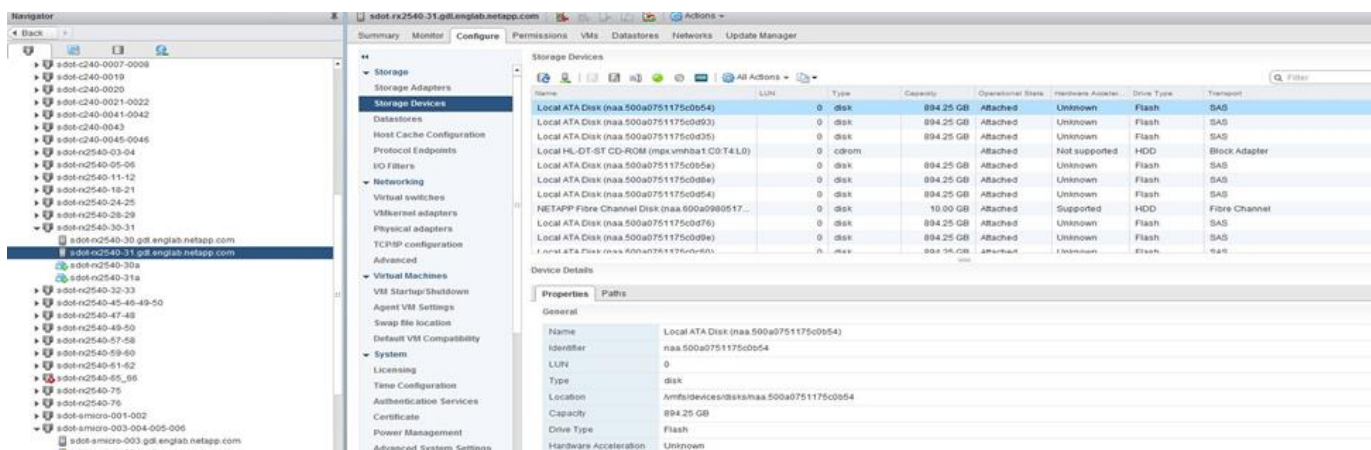 Navigator
Back
sdot-c240-0007-0008
sdot-c240-0019
sdot-c240-0020
sdot-c240-0021-0022
sdot-c240-0041-0042
sdot-c240-0043
sdot-c240-0045-0046
sdot-rx2540-03-04
sdot-rx2540-05-06
sdot-rx2540-11-12
sdot-rx2540-18-21
sdot-rx2540-24-25
sdot-rx2540-28-29
sdot-rx2540-30-31
sdot-rx2540-30.gdl.englab.netapp.com
sdot-rx2540-31.gdl.englab.netapp.com
sdot-rx2540-30a
sdot-rx2540-31a
sdot-rx2540-32-33
sdot-rx2540-45-46-49-50
sdot-rx2540-47-48
sdot-rx2540-49-50
sdot-rx2540-57-58
sdot-rx2540-59-60
sdot-rx2540-61-62
sdot-rx2540-65_66
sdot-rx2540-75
sdot-rx2540-76
sdot-smicro-001-002
sdot-smicro-003-004-005-006
sdot-smicro-003.gdl.englab.netapp.com
sdot-rx2540-31.gdl.englab.netapp.com Actions
Summary Monitor Configure Permissions VMs Datastores Networks Update Manager
Storage
Storage Adapters
Storage Devices
Datastores
Host Cache Configuration
Protocol Endpoints
I/O Filters
Networking
Virtual switches
VMkernel adapters
Physical adapters
TCP/IP configuration
Advanced
Virtual Machines
VM Startup/Shutdown
Agent VM Settings
Swap file location
Default VM Compatibility
System
Licensing
Time Configuration
Authentication Services
Certificate
Power Management
Advanced System Settings
Storage Devices
All Actions Filter
Name LUN Type Capacity Operational State Hardware Acceler... Drive Type Transport
Local ATA Disk (naa.500a0751175c0b54) 0 disk 894.25 GB Attached Unknown Flash SAS
Local ATA Disk (naa.500a0751175c0d93) 0 disk 894.25 GB Attached Unknown Flash SAS
Local ATA Disk (naa.500a0751175c0d35) 0 disk 894.25 GB Attached Unknown Flash SAS
Local HL-DT-ST CD-ROM (mpx.vmhba1:C0:T4:L0) 0 cdrom Attached Not supported HDD Block Adapter
Local ATA Disk (naa.500a0751175c0b5e) 0 disk 894.25 GB Attached Unknown Flash SAS
Local ATA Disk (naa.500a0751175c0d8e) 0 disk 894.25 GB Attached Unknown Flash SAS
Local ATA Disk (naa.500a0751175c0d54) 0 disk 894.25 GB Attached Unknown Flash SAS
NETAPP Fibre Channel Disk (naa.600a0980517... 0 disk 10.00 GB Attached Supported HDD Fibre Channel
Local ATA Disk (naa.500a0751175c0d76) 0 disk 894.25 GB Attached Unknown Flash SAS
Local ATA Disk (naa.500a0751175c0d9e) 0 disk 894.25 GB Attached Unknown Flash SAS
Local ATA Disk 0 disk 894.25 GB Attached Unknown Flash SAS
Device Details
Properties Paths
General
Name Local ATA Disk (naa.500a0751175c0b54)
Identifier naa.500a0751175c0b54
LUN 0
Type disk
Location /vmfs/devices/disks/naa.500a0751175c0b54
Capacity 894.25 GB
Drive Type Flash
Hardware Acceleration Unknown